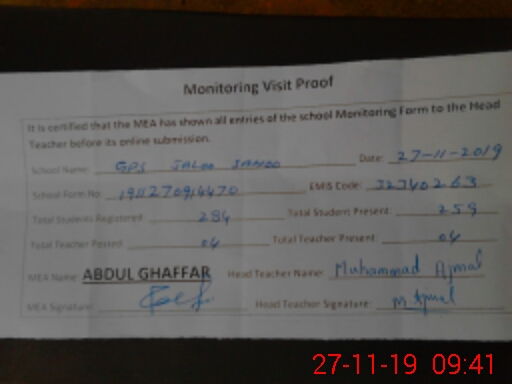 Monitoring Visit Proof
It is certified that the MEA has shown all entries of the school Monitoring Form to the Head
Teacher before its online submission.
School Name: GPS JALOO Date: 27-11-2019
School Form No: EMIS Code: 32340263
Total Students Registered: 284 Total Student Present: 259
Total Teacher Posted: 04 Total Teacher Present: 04
MEA Name: ABDUL GHAFFAR Head Teacher Name: Muhammad Ajmal
MEA Signature: Head Teacher Signature: M Ajmal
27-11-19 09:41